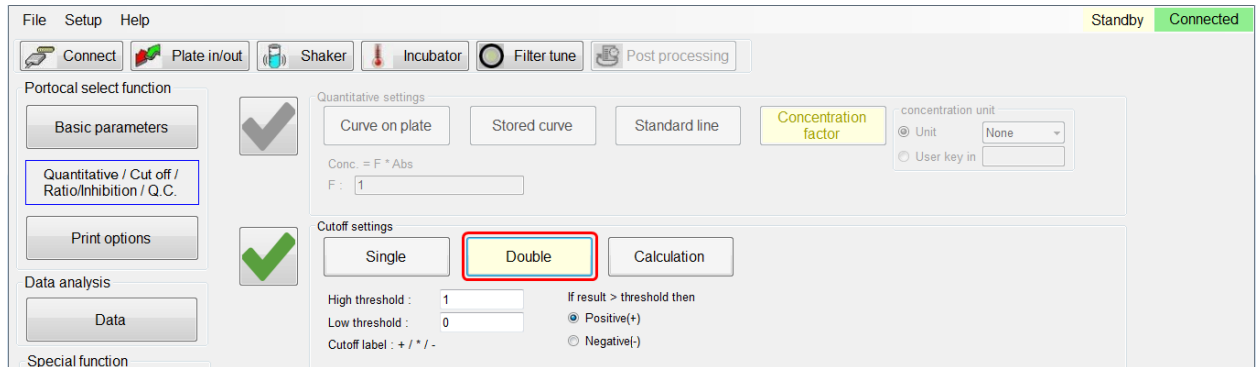 File Setup Help
Standby Connected
Connect Plate in/out Shaker Incubator Filter tune Post processing
Portocal select function
Basic parameters
Quantitative / Cut off /
Ratio/Inhibition / Q.C.
Print options
Data analysis
Data
Special function
Quantitative settings
Curve on plate Stored curve Standard line Concentration
factor
concentration unit
Unit None
User key in
Conc. = F * Abs
F : 1
Cutoff settings
Single Double Calculation
High threshold : 1
Low threshold : 0
Cutoff label : + / * / -
If result > threshold then
Positive(+)
Negative(-)